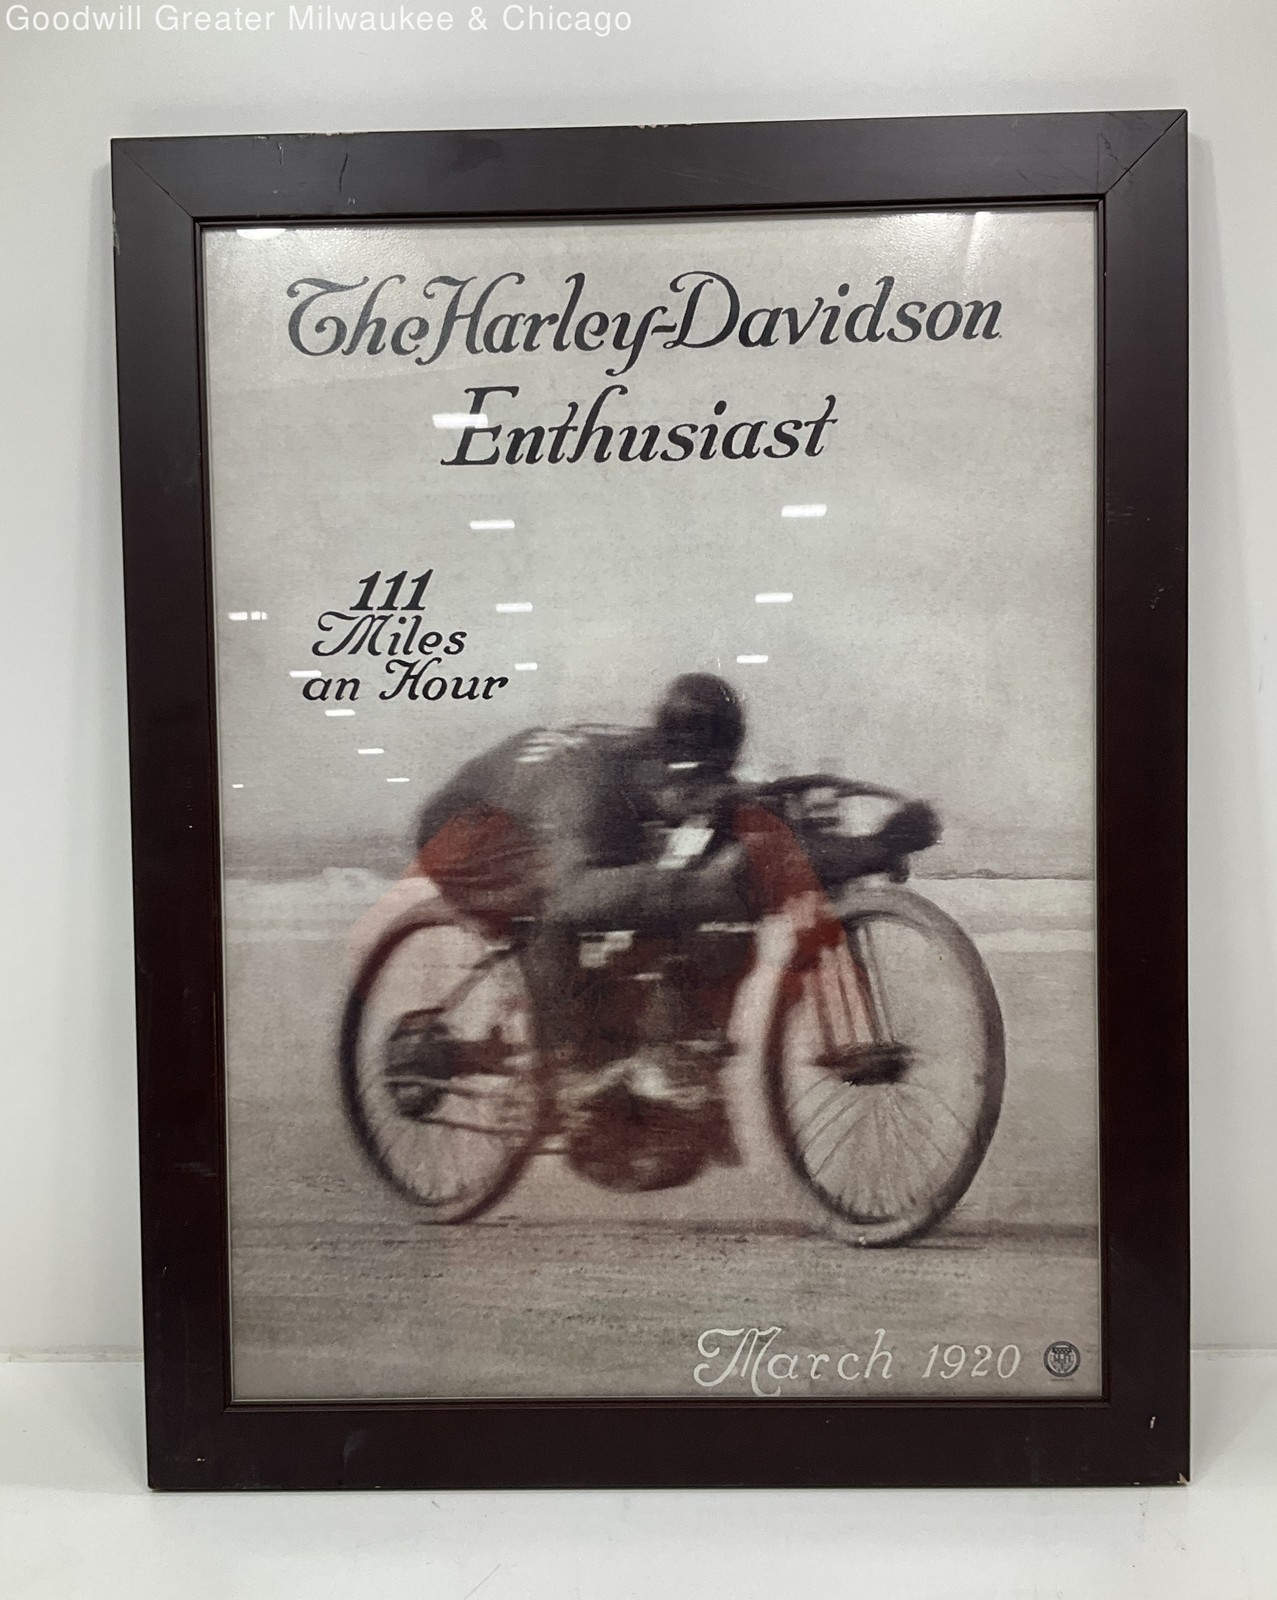 Goodwill Greater Milwaukee & Chicago
The Harley-Davidson
Enthusiast
111
Miles
an Hour
March 1920